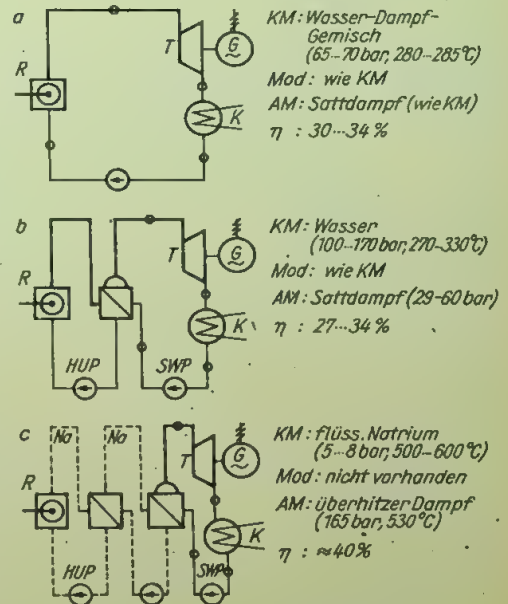 a
R
T
G
K
KM: Wasser-Dampf-
Gemisch
(65–70 bar, 280–285°C)
Mod: wie KM
AM: Sattdampf (wie KM)
η : 30···34 %
b
R
T
G
K
HUP
SWP
KM: Wasser
(100–170 bar, 270–330°C)
Mod: wie KM
AM: Sattdampf (29–60 bar)
η : 27···34 %
c
Na
Na
R
T
G
K
HUP
SWP
KM: flüss. Natrium
(5–8 bar, 500–600°C)
Mod: nicht vorhanden
AM: überhitzer Dampf
(165 bar, 530°C)
η : ≈40%